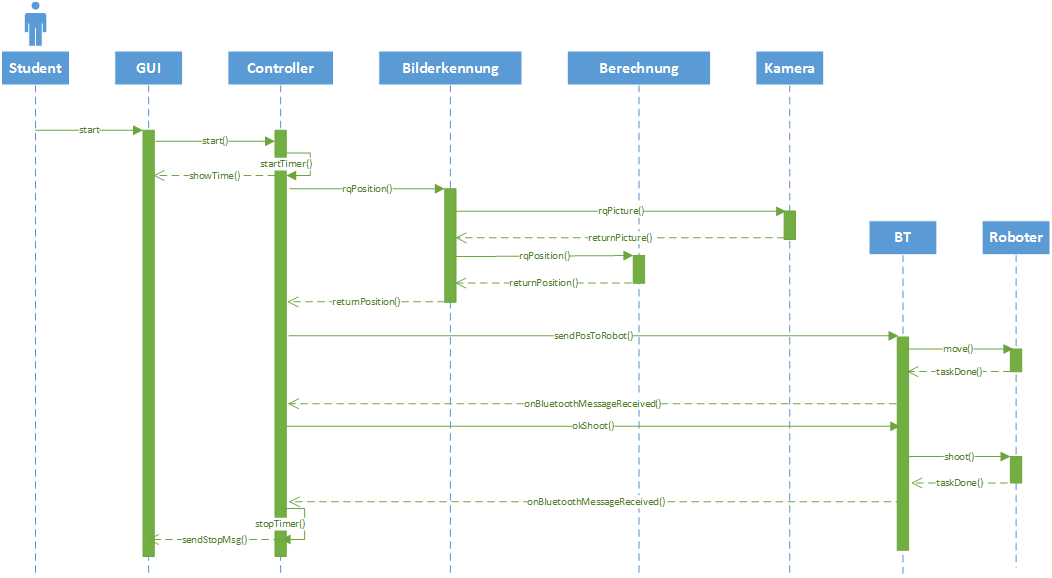 Student
GUI
Controller
Bilderkennung
Berechnung
Kamera
start
start()
startTimer()
showTime()
rqPosition()
rqPicture()
BT
Roboter
returnPicture()
rqPosition()
returnPosition()
returnPosition()
sendPosToRobot()
move()
taskDone()
onBluetoothMessageReceived()
okShoot()
shoot()
taskDone()
onBluetoothMessageReceived()
stopTimer()
sendStopMsg()